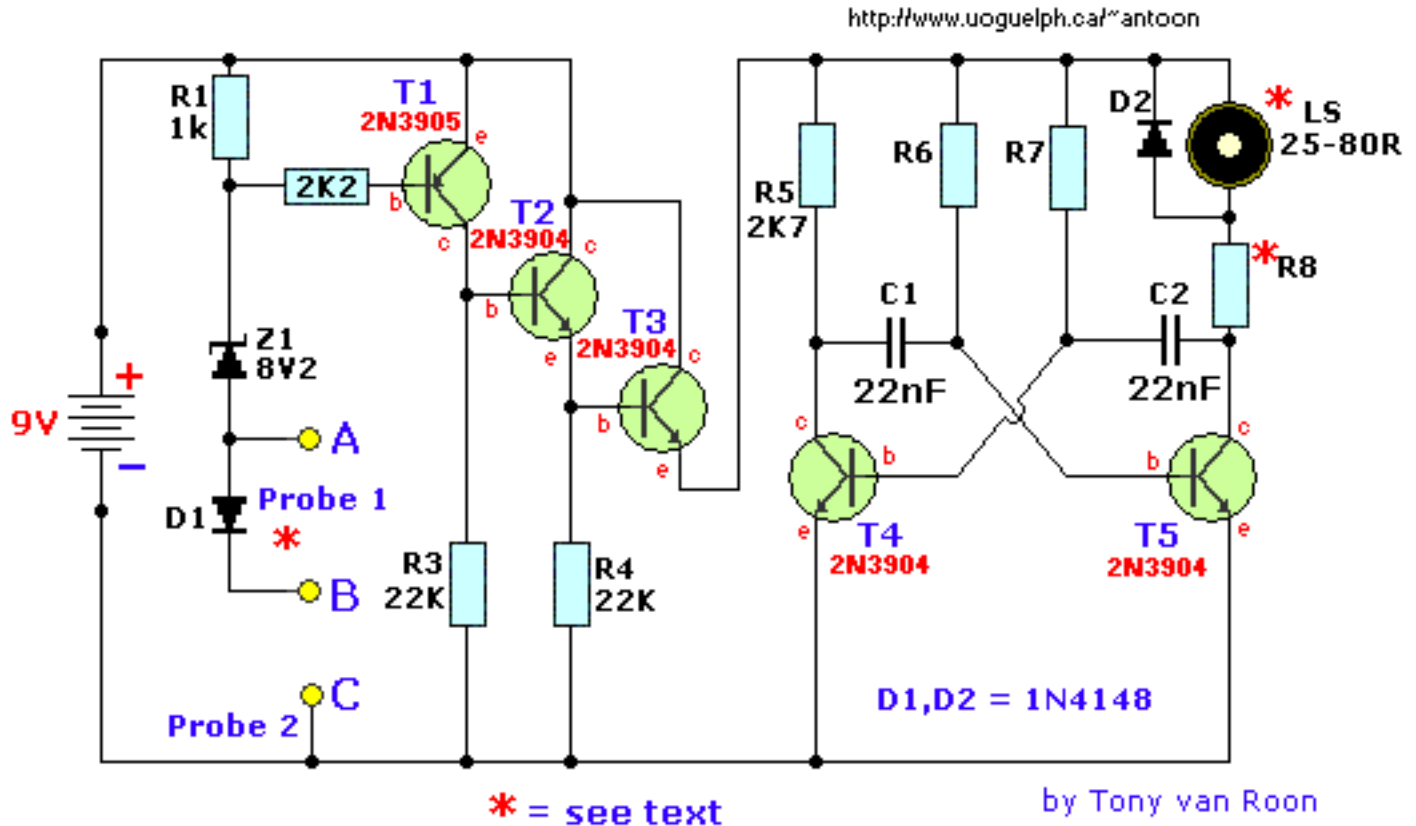 http://www.uoguelph.ca/~antoon
R1
1k
T1
2N3905
e
b
c
2K2
T2
2N3904
c
b
e
T3
2N3904
c
b
e
Z1
8V2
+
9V
−
A
D1
Probe 1
*
B
C
Probe 2
R3
22K
R4
22K
R5
2K7
R6
R7
D2
*
LS
25-80R
*
R8
C1
22nF
C2
22nF
c
b
e
T4
2N3904
c
b
e
T5
2N3904
D1,D2 = 1N4148
* = see text
by Tony van Roon